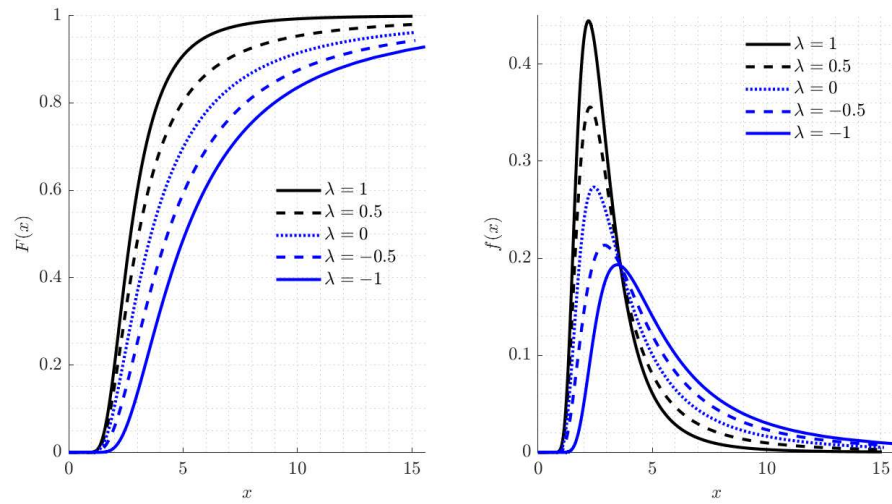 1
0.8
0.6
0.4
0.2
0
0
5
10
15
x
F(x)
λ = 1
λ = 0.5
λ = 0
λ = −0.5
λ = −1
0.4
0.3
0.2
0.1
0
0
5
10
15
x
f(x)
λ = 1
λ = 0.5
λ = 0
λ = −0.5
λ = −1